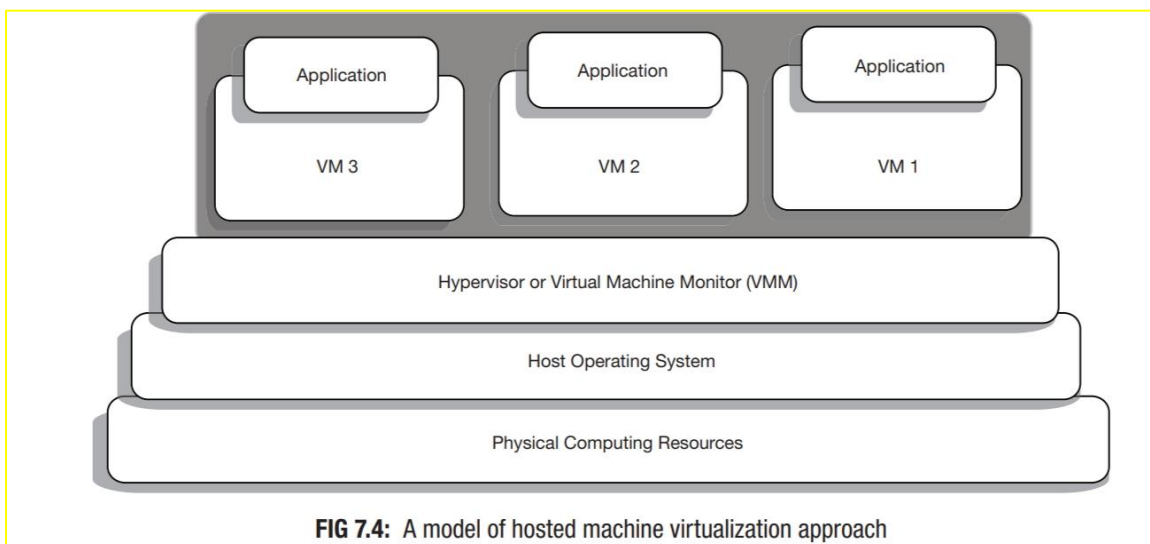 Application
Application
Application
VM 3
VM 2
VM 1
Hypervisor or Virtual Machine Monitor (VMM)
Host Operating System
Physical Computing Resources
FIG 7.4: A model of hosted machine virtualization approach